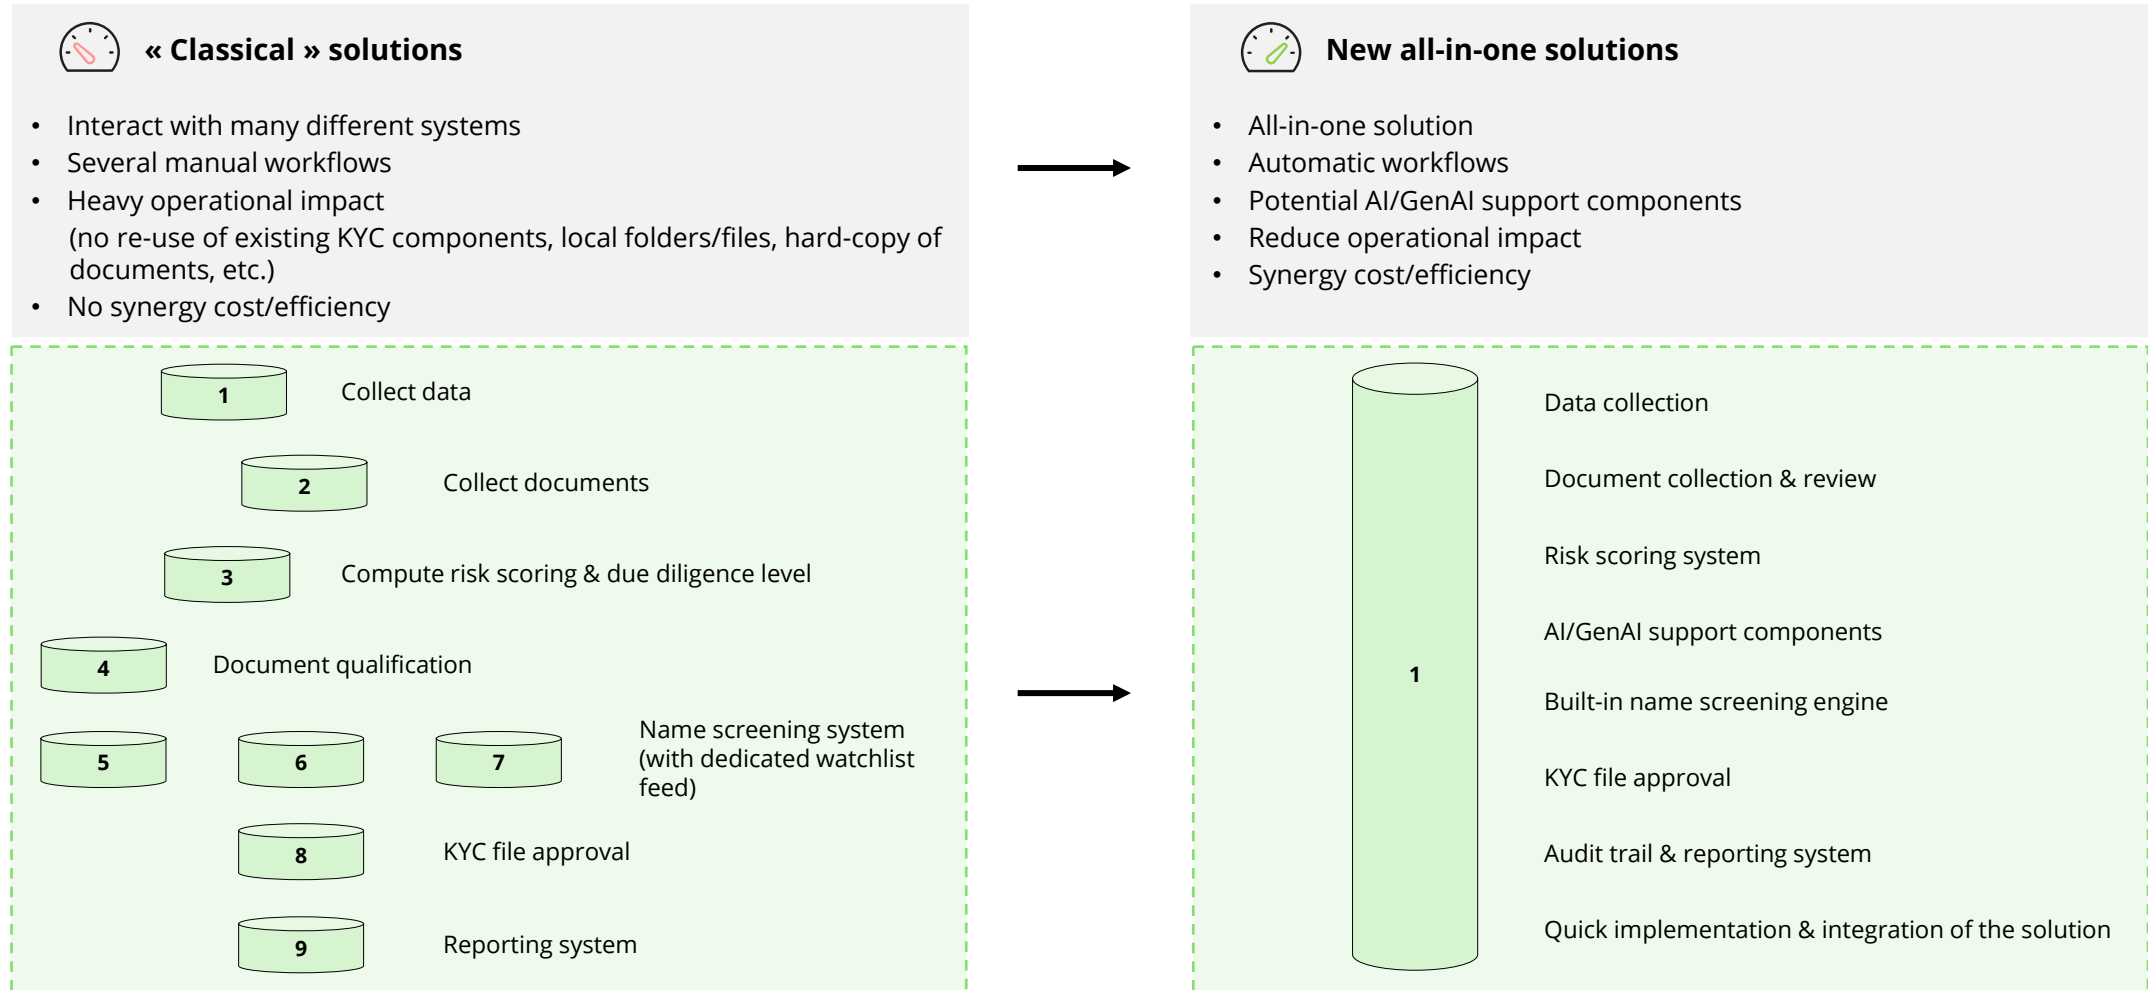 « Classical » solutions
• Interact with many different systems
• Several manual workflows
• Heavy operational impact
(no re-use of existing KYC components, local folders/files, hard-copy of
documents, etc.)
• No synergy cost/efficiency
New all-in-one solutions
• All-in-one solution
• Automatic workflows
• Potential AI/GenAI support components
• Reduce operational impact
• Synergy cost/efficiency
1 Collect data
2 Collect documents
3 Compute risk scoring & due diligence level
4 Document qualification
5 6 7 Name screening system
(with dedicated watchlist
feed)
8 KYC file approval
9 Reporting system
1
Data collection
Document collection & review
Risk scoring system
AI/GenAI support components
Built-in name screening engine
KYC file approval
Audit trail & reporting system
Quick implementation & integration of the solution